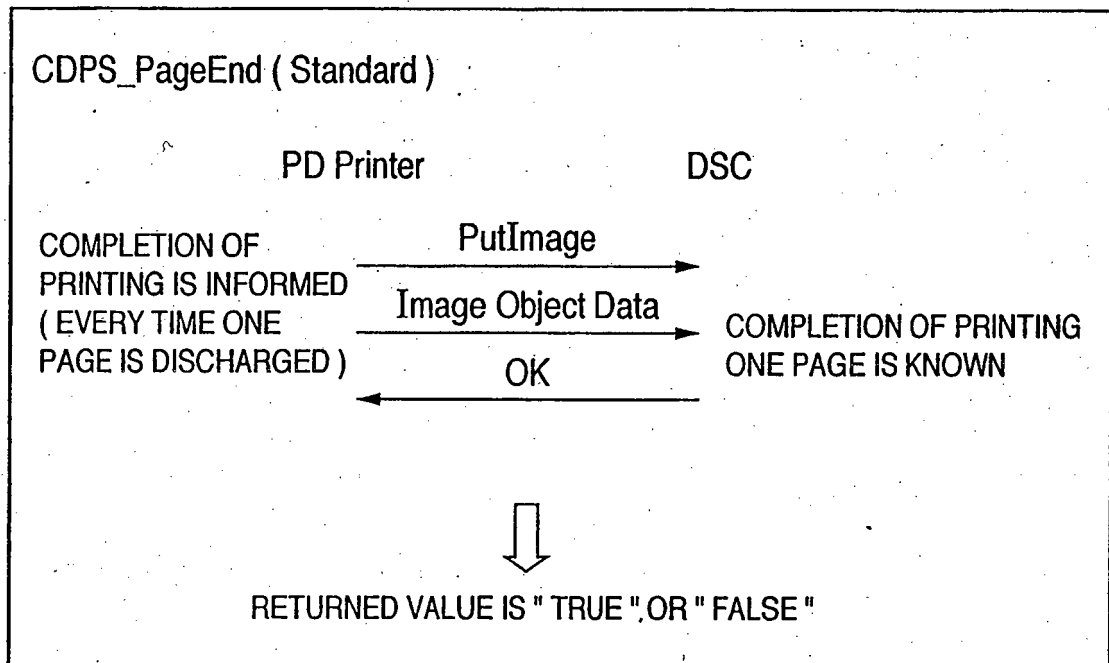 CDPS_PageEnd ( Standard )
PD Printer DSC
COMPLETION OF
PRINTING IS INFORMED
( EVERY TIME ONE
PAGE IS DISCHARGED )
PutImage
Image Object Data
OK
COMPLETION OF PRINTING
ONE PAGE IS KNOWN
RETURNED VALUE IS " TRUE ", OR " FALSE "